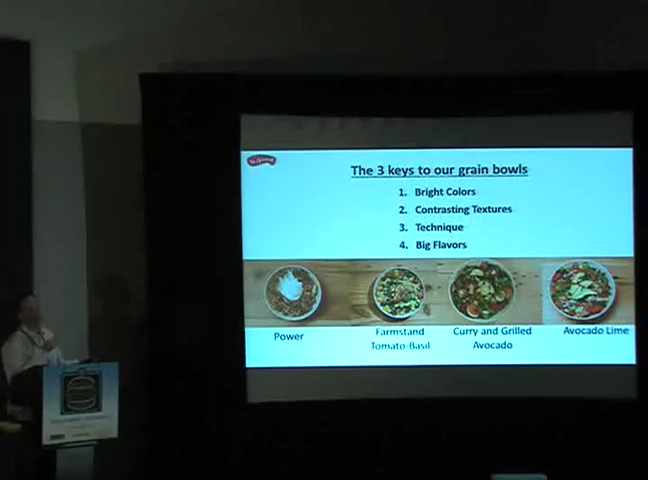 The 3 keys to our grain bowls
1. Bright Colors
2. Contrasting Textures
3. Technique
4. Big Flavors
Power
Farmstand
Tomato-Basil
Curry and Grilled
Avocado
Avocado Lime